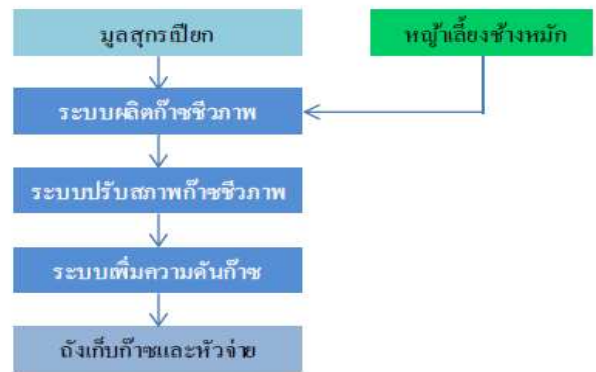 มูลสุกรเปียก
หญ้าเลี้ยงช้างหมัก
ระบบผลิตก๊าซชีวภาพ
ระบบปรับสภาพก๊าซชีวภาพ
ระบบเพิ่มความดันก๊าซ
ถังเก็บก๊าซและหัวจ่าย